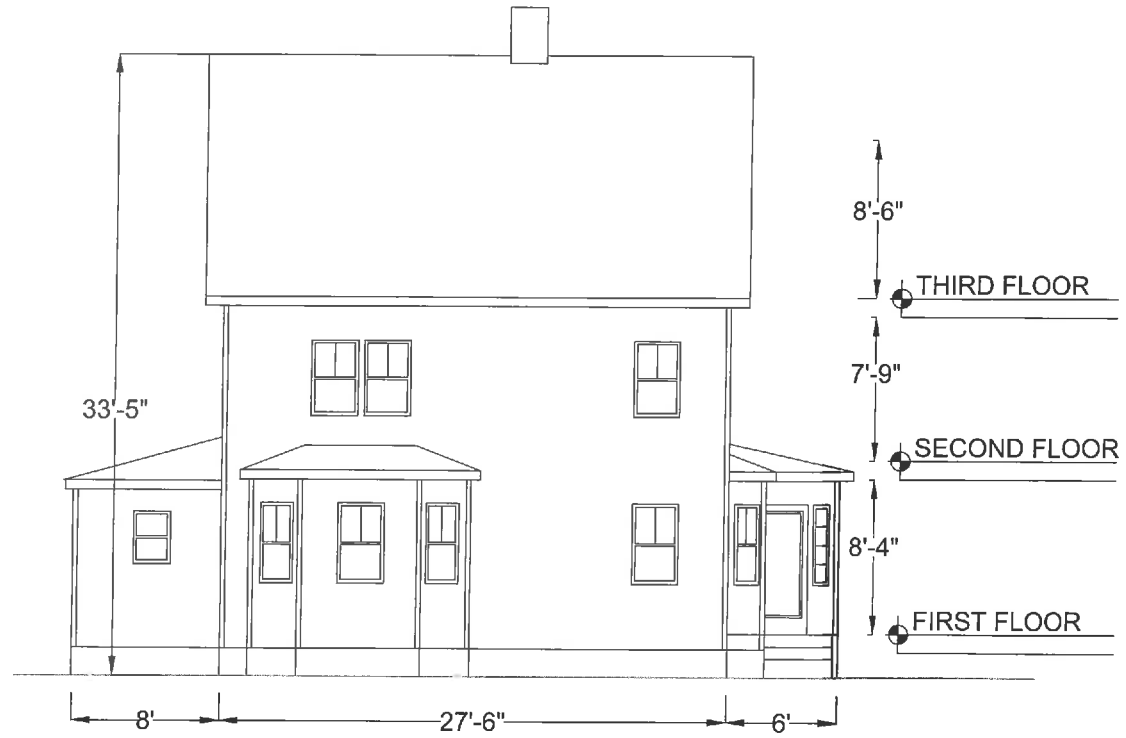 8'-6"
THIRD FLOOR
7'-9"
33'-5"
SECOND FLOOR
8'-4"
FIRST FLOOR
8'
27'-6"
6'